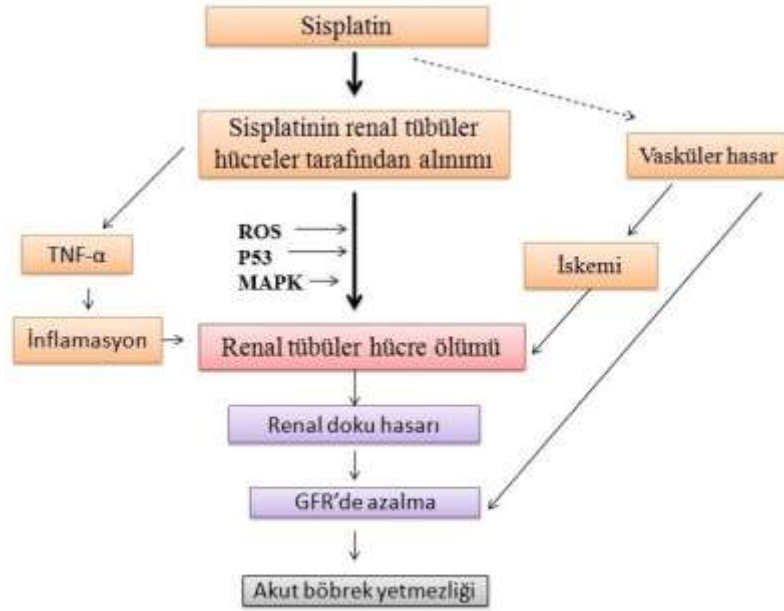 Sisplatin
Sisplatinin renal tübüler
hücreler tarafından alınımı
Vasküler hasar
ROS
P53
MAPK
TNF-α
İskemi
İnflamasyon
Renal tübüler hücre ölümü
Renal doku hasarı
GFR'de azalma
Akut böbrek yetmezliği